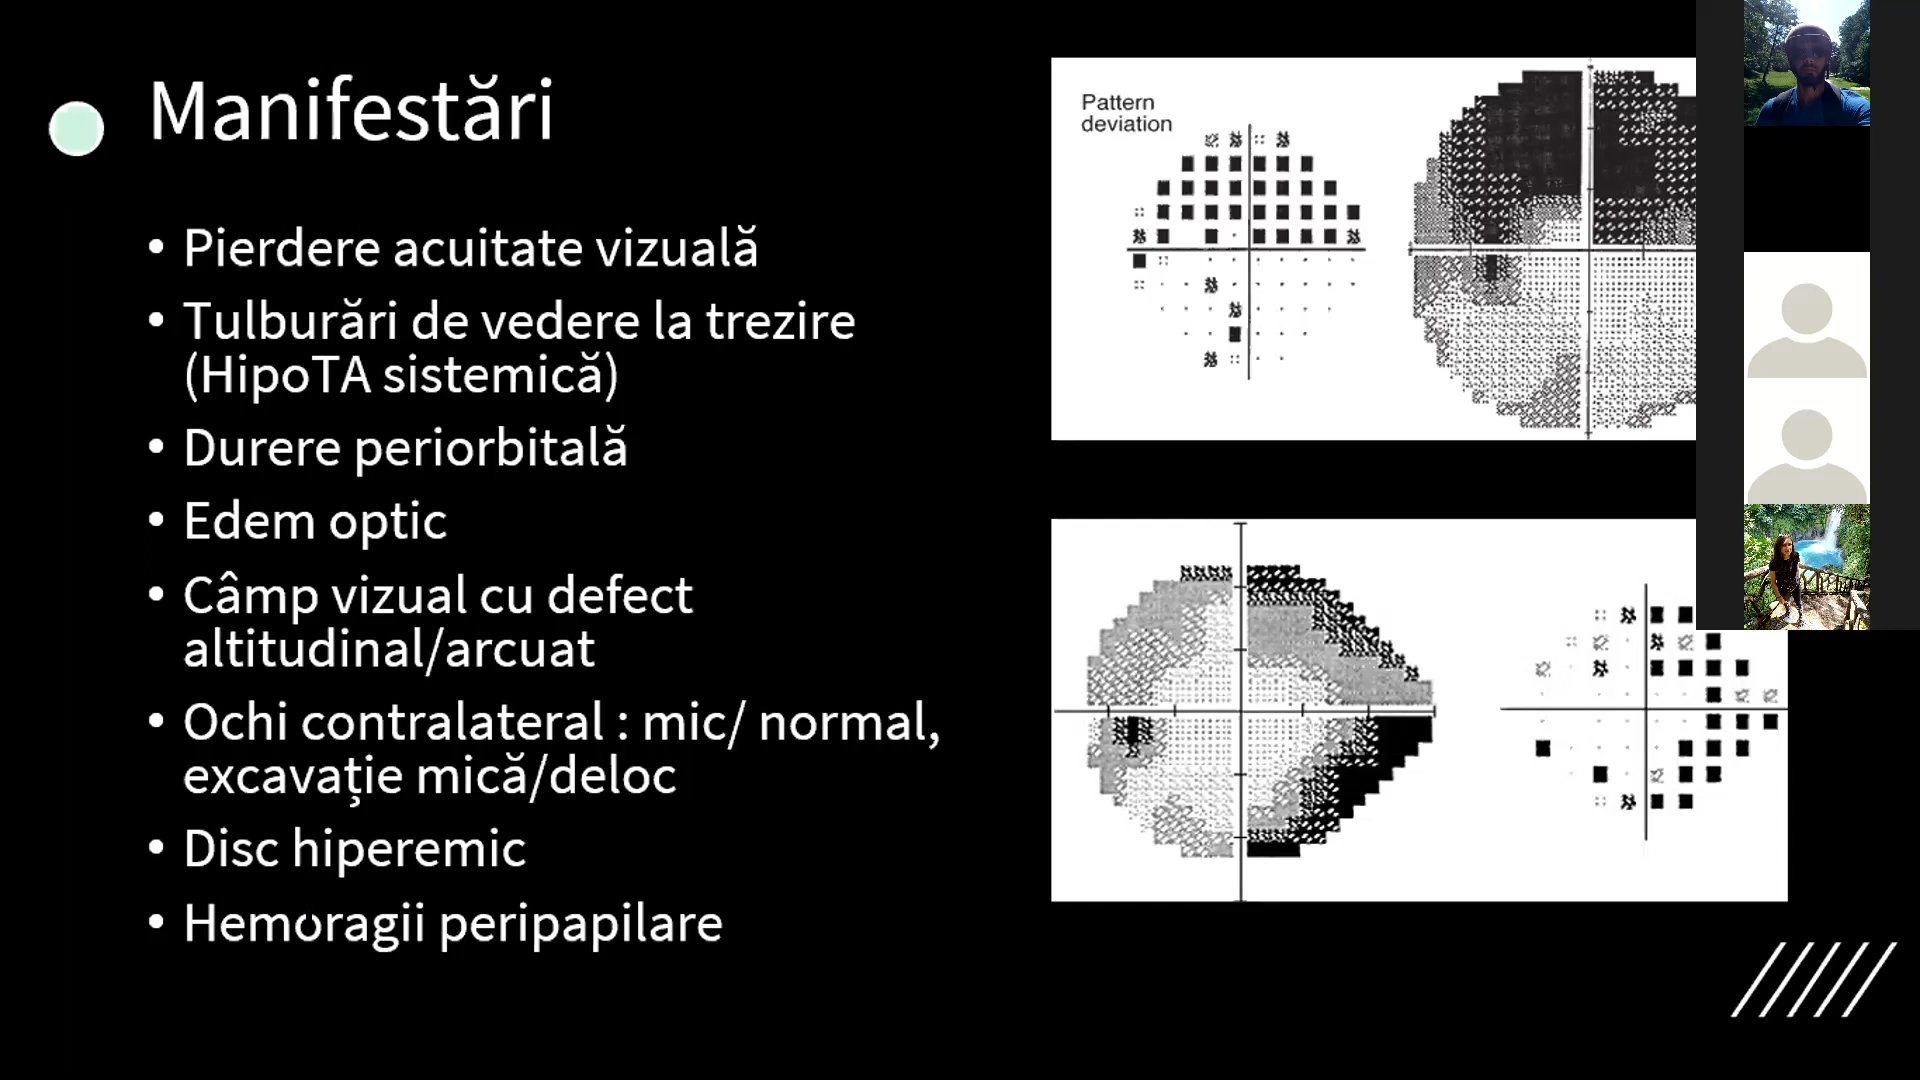 Manifestări
• Pierdere acuitate vizuală
• Tulburări de vedere la trezire
(HipoTA sistemică)
• Durere periorbitală
• Edem optic
• Câmp vizual cu defect
altitudinal/arcuat
• Ochi contralateral : mic/ normal,
excavație mică/deloc
• Disc hiperemic
• Hemoragii peripapilare
Pattern
deviation